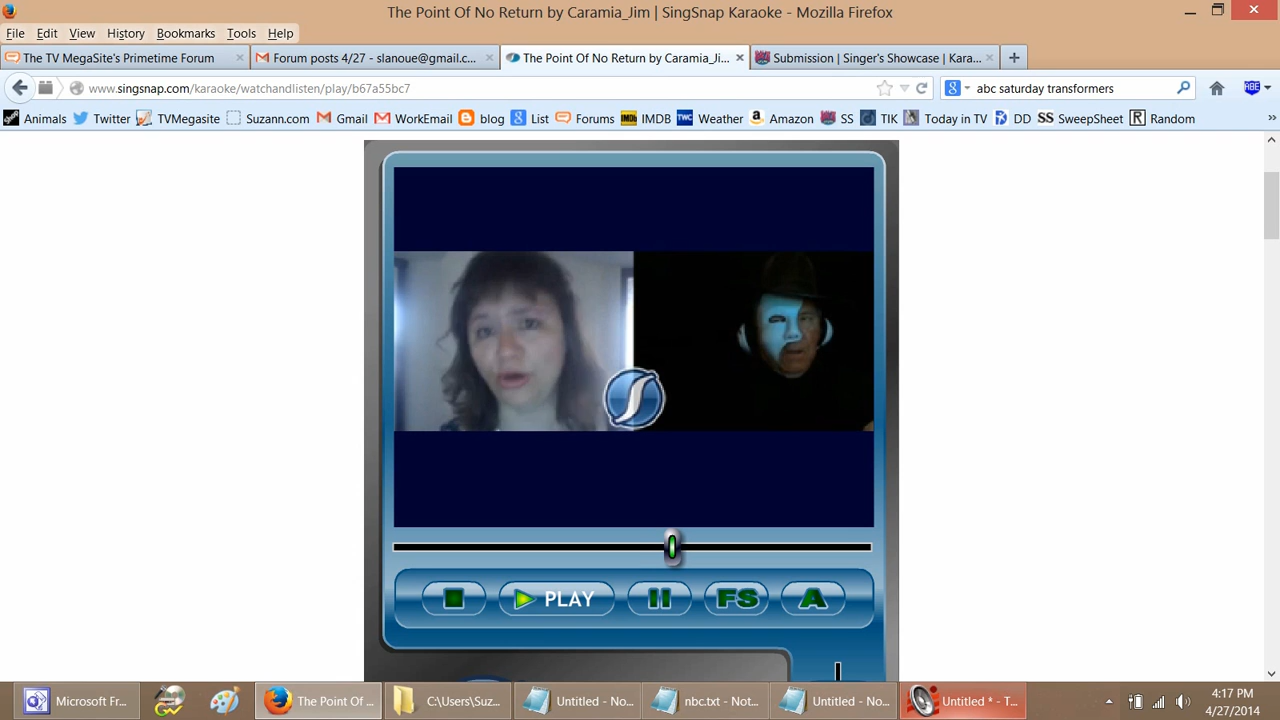 The Point Of No Return by Caramia_Jim | SingSnap Karaoke - Mozilla Firefox
File Edit View History Bookmarks Tools Help
The TV MegaSite's Primetime Forum
Forum posts 4/27 - slanoue@gmail.c...
The Point Of No Return by Caramia_Ji...
Submission | Singer's Showcase | Kara...
www.singsnap.com/karaoke/watchandlisten/play/b67a55bc7
abc saturday transformers
ABE
Animals Twitter TVMegasite Suzann.com Gmail WorkEmail blog List Forums IMDB Weather Amazon SS TIK Today in TV DD SweepSheet Random
PLAY FS A
Microsoft Fr...
The Point Of ...
C:\Users\Suz...
Untitled - No...
nbc.txt - Not...
Untitled - No...
Untitled * - T...
4:17 PM
4/27/2014